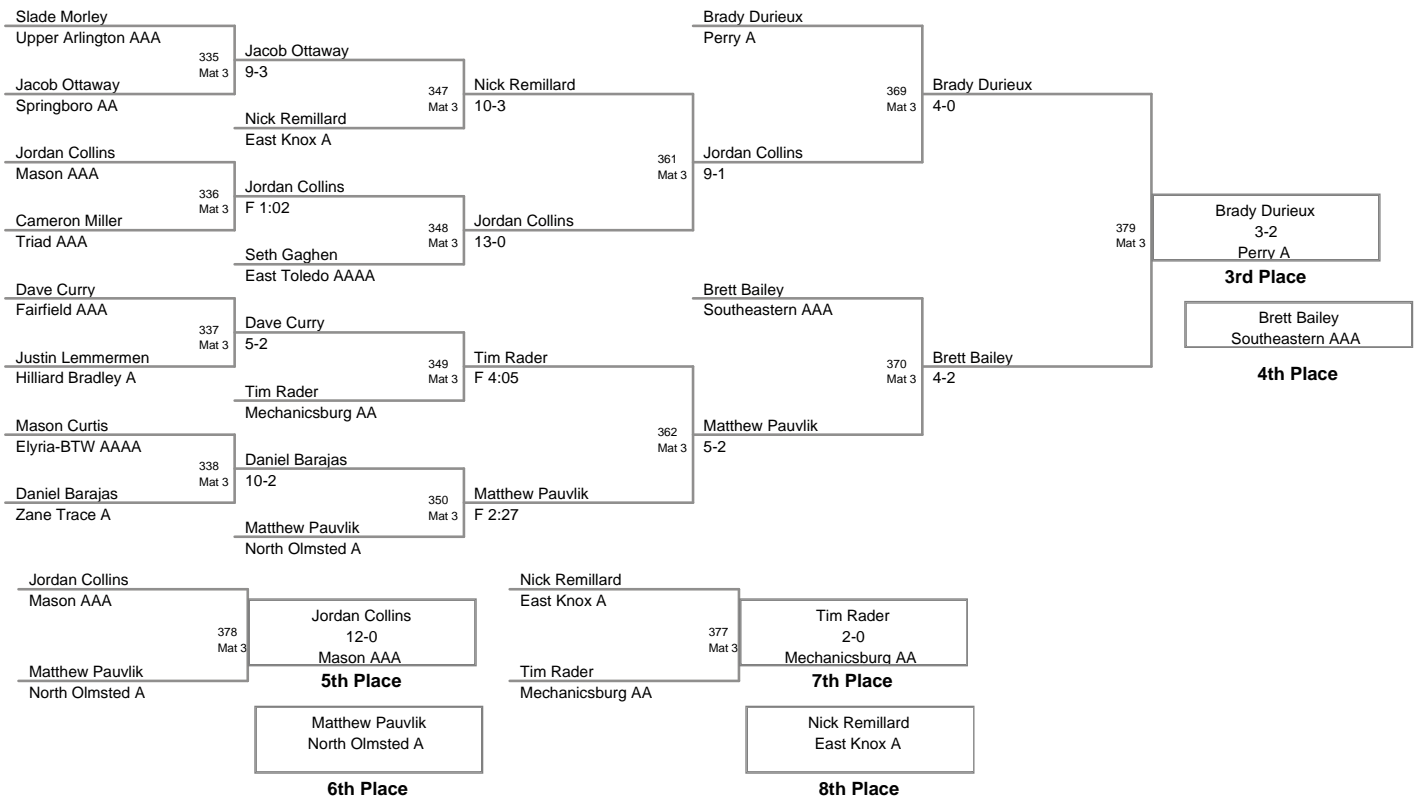 Slade Morley
Upper Arlington AAA
335
Mat 3
Jacob Ottaway
Springboro AA
Jacob Ottaway
9-3
347
Mat 3
Nick Remillard
East Knox A
Nick Remillard
10-3
Jordan Collins
Mason AAA
336
Mat 3
Cameron Miller
Triad AAA
Jordan Collins
F 1:02
348
Mat 3
Seth Gaghen
East Toledo AAAA
Jordan Collins
13-0
361
Mat 3
Brady Durieux
Perry A
Jordan Collins
9-1
369
Mat 3
Brady Durieux
4-0
Dave Curry
Fairfield AAA
337
Mat 3
Justin Lemmermen
Hilliard Bradley A
Dave Curry
5-2
349
Mat 3
Tim Rader
Mechanicsburg AA
Tim Rader
F 4:05
Mason Curtis
Elyria-BTW AAAA
338
Mat 3
Daniel Barajas
Zane Trace A
Daniel Barajas
10-2
350
Mat 3
Matthew Pauvlik
North Olmsted A
Matthew Pauvlik
F 2:27
362
Mat 3
Brett Bailey
Southeastern AAA
Matthew Pauvlik
5-2
370
Mat 3
Brett Bailey
4-2
379
Mat 3
Brady Durieux
3-2
Perry A
3rd Place
Brett Bailey
Southeastern AAA
4th Place
Jordan Collins
Mason AAA
378
Mat 3
Matthew Pauvlik
North Olmsted A
Jordan Collins
12-0
Mason AAA
5th Place
Matthew Pauvlik
North Olmsted A
6th Place
Nick Remillard
East Knox A
377
Mat 3
Tim Rader
Mechanicsburg AA
Tim Rader
2-0
Mechanicsburg AA
7th Place
Nick Remillard
East Knox A
8th Place